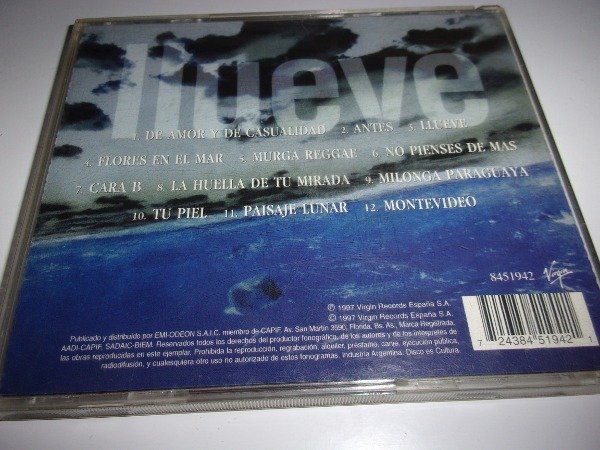 llueve
1. DE AMOR Y DE CASUALIDAD 2. ANTES 3. LLUEVE
4. FLORES EN EL MAR 5. MURGA REGGAE 6. NO PIENSES DE MAS
7. CARA B 8. LA HUELLA DE TU MIRADA 9. MILONGA PARAGUAYA
10. TU PIEL 11. PAISAJE LUNAR 12. MONTEVIDEO
8451942 Virgin
℗ 1997 Virgin Records España S.A.
© 1997 Virgin Records España S.A.
Publicado y distribuido por EMI-ODEON S.A.I.C. miembro de CAPIF, Av. San Martín 3590, Florida, Bs. As., Marca Registrada,
AADI-CAPIF, SADAIC-BIEM. Reservados todos los derechos del productor fonográfico, de los autores y de los intérpretes de
las obras reproducidas en este ejemplar. Prohibida la reproducción, regrabación, alquiler, préstamo, canje, ejecución pública,
radiodifusión, y cualesquiera otro uso no autorizado de estos fonogramas. Industria Argentina. Disco es Cultura.
7 24384 51942 1